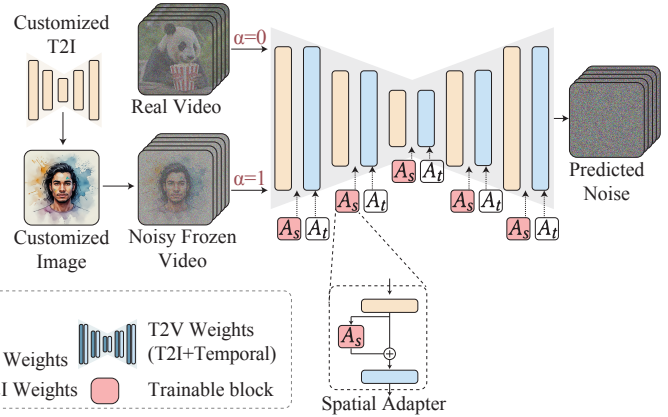 Customized
T2I
Real Video
α=0
Customized
Image
Noisy Frozen
Video
α=1
A_s A_t
A_s A_t
A_s A_t
A_s A_t
A_s A_t
Predicted
Noise
A_s
Spatial Adapter
Weights
T2V Weights
(T2I+Temporal)
I Weights
Trainable block